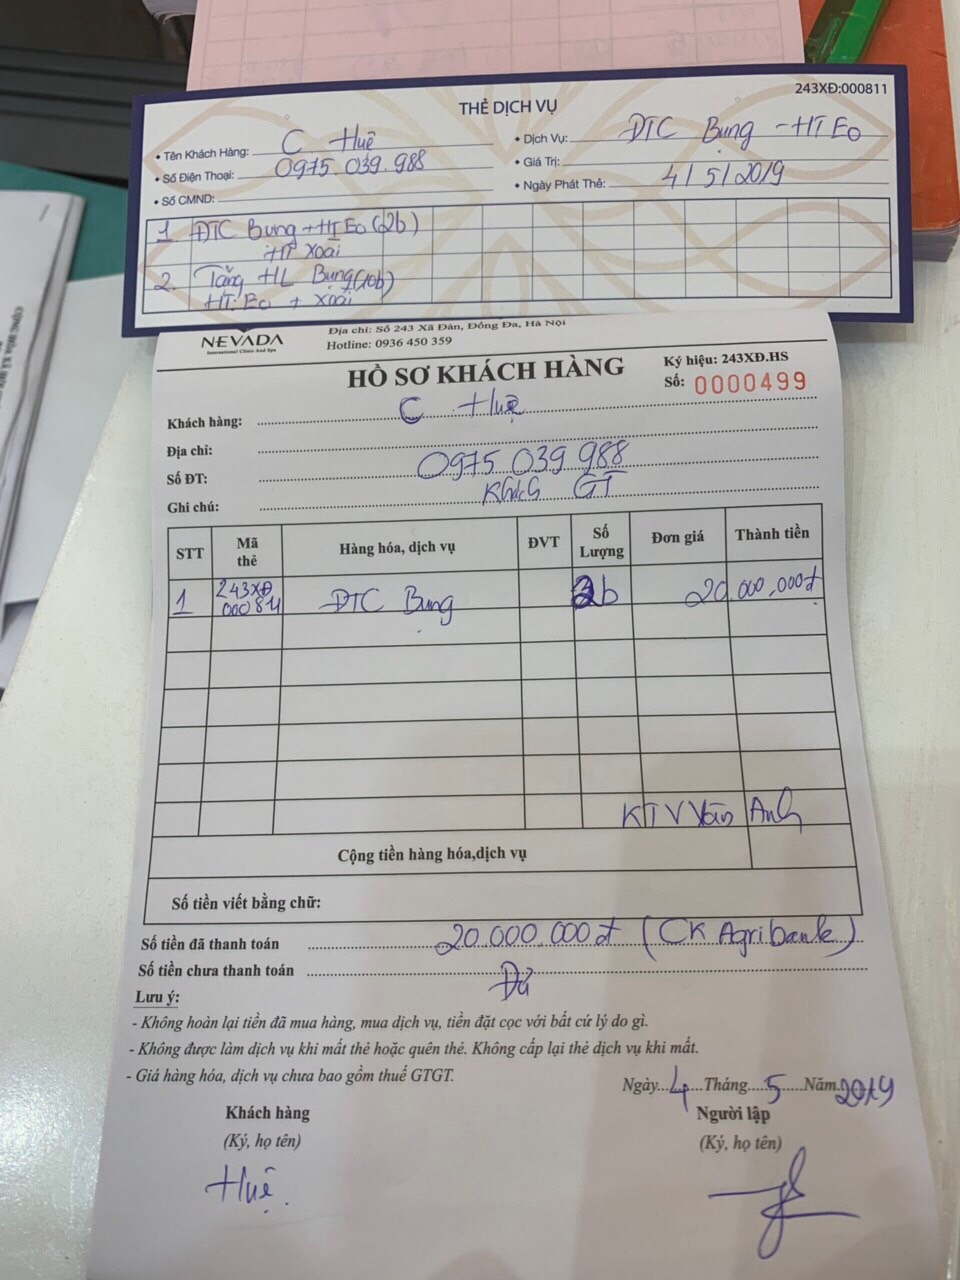 243XĐ:000811
THẺ DỊCH VỤ
• Tên Khách Hàng: C Huệ
• Dịch Vụ: ĐTC Bụng - HT Eo
• Số Điện Thoại: 0975 039 988
• Giá Trị:
• Số CMND:
• Ngày Phát Thẻ: 4/5/2019
1 ĐTC Bụng + HT Eo (02b)
HT Xoài
2. Tặng HL Bụng (10b)
HT. Eo + Xoài
NEVADA
International Clinic And Spa
Địa chỉ: Số 243 Xã Đàn, Đống Đa, Hà Nội
Hotline: 0936 450 359
HỒ SƠ KHÁCH HÀNG
Ký hiệu: 243XĐ.HS
Số: 0000499
Khách hàng: C Huệ
Địa chỉ:
Số ĐT: 0975 039 988
Ghi chú: Khách GT
STT Mã thẻ Hàng hóa, dịch vụ ĐVT Số Lượng Đơn giá Thành tiền
1 243XĐ 000811 ĐTC Bụng 2b 20.000.000đ
KTV Vân Anh
Cộng tiền hàng hóa,dịch vụ
Số tiền viết bằng chữ:
Số tiền đã thanh toán 20.000.000đ (CK Agribank)
Số tiền chưa thanh toán Đủ
Lưu ý:
- Không hoàn lại tiền đã mua hàng, mua dịch vụ, tiền đặt cọc với bất cứ lý do gì.
- Không được làm dịch vụ khi mất thẻ hoặc quên thẻ. Không cấp lại thẻ dịch vụ khi mất.
- Giá hàng hóa, dịch vụ chưa bao gồm thuế GTGT.
Ngày 4 Tháng 5 Năm 2019
Khách hàng
Người lập
(Ký, họ tên)
(Ký, họ tên)
Huệ